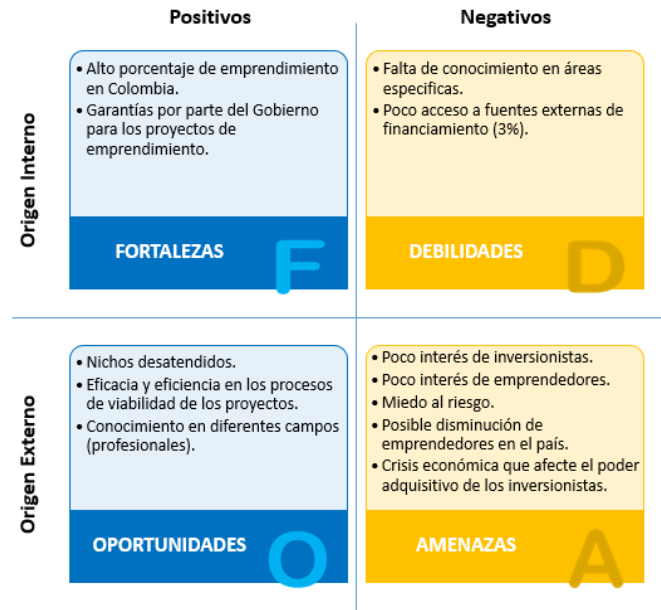 Positivos
Negativos
Origen Interno
• Alto porcentaje de emprendimiento
en Colombia.
• Garantías por parte del Gobierno
para los proyectos de
emprendimiento.
FORTALEZAS
F
• Falta de conocimiento en áreas
especificas.
• Poco acceso a fuentes externas de
financiamiento (3%).
DEBILIDADES
D
Origen Externo
• Nichos desatendidos.
• Eficacia y eficiencia en los procesos
de viabilidad de los proyectos.
• Conocimiento en diferentes campos
(profesionales).
OPORTUNIDADES
O
• Poco interés de inversionistas.
• Poco interés de emprendedores.
• Miedo al riesgo.
• Posible disminución de
emprendedores en el país.
• Crisis económica que afecte el poder
adquisitivo de los inversionistas.
AMENAZAS
A